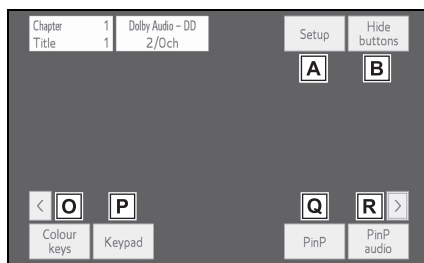 Chapter 1
Title 1
Dolby Audio – DD
2/0ch
Setup
Hide
buttons
A
B
< O
P
Q
R >
Colour
keys
Keypad
PinP
PinP
audio